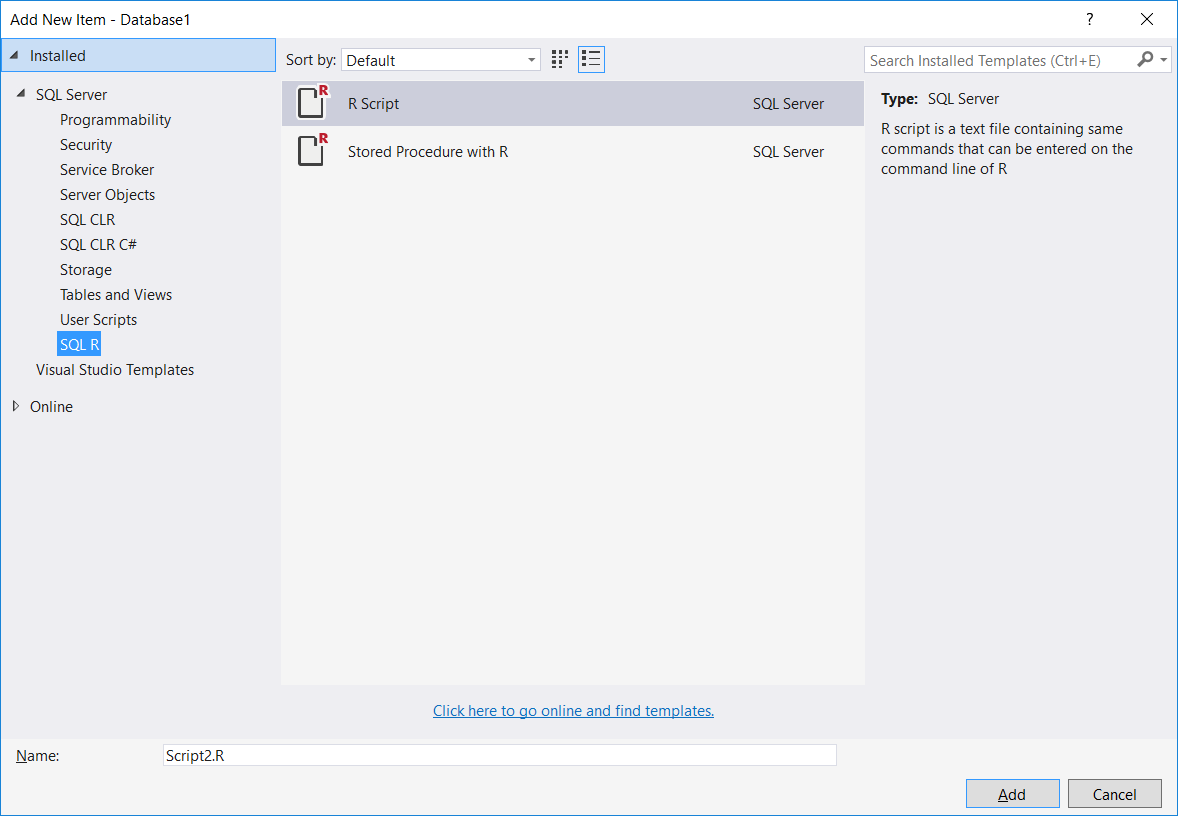 Add New Item - Database1
?
Installed
Sort by: Default
Search Installed Templates (Ctrl+E)
SQL Server
Programmability
Security
Service Broker
Server Objects
SQL CLR
SQL CLR C#
Storage
Tables and Views
User Scripts
SQL R
Visual Studio Templates
Online
R R Script SQL Server
R Stored Procedure with R SQL Server
Type: SQL Server
R script is a text file containing same
commands that can be entered on the
command line of R
Click here to go online and find templates.
Name: Script2.R
Add Cancel